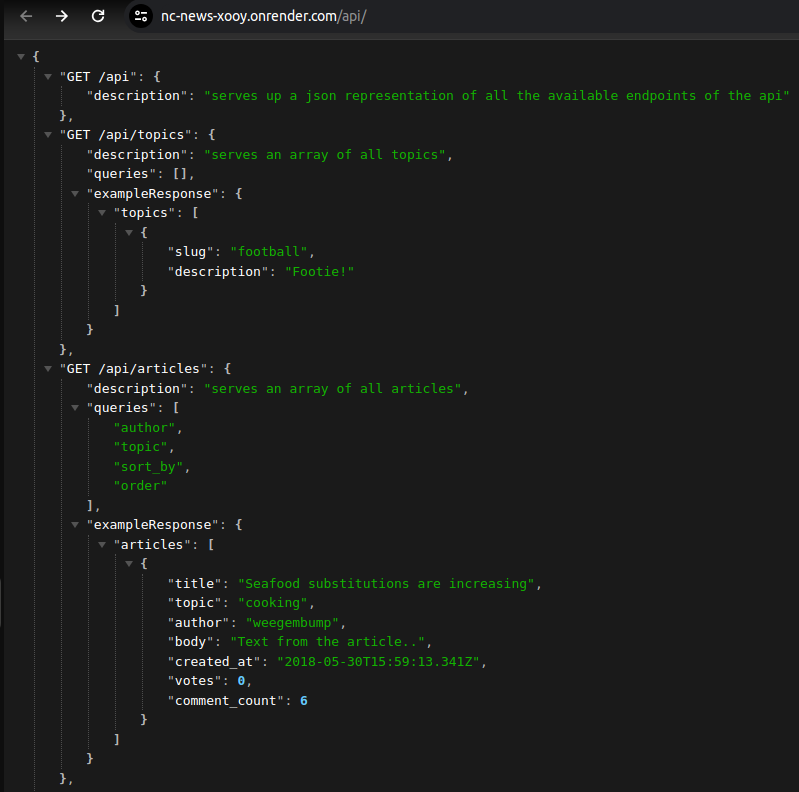 nc-news-xooy.onrender.com/api/
{
"GET /api": {
"description": "serves up a json representation of all the available endpoints of the api"
},
"GET /api/topics": {
"description": "serves an array of all topics",
"queries": [],
"exampleResponse": {
"topics": [
{
"slug": "football",
"description": "Footie!"
}
]
}
},
"GET /api/articles": {
"description": "serves an array of all articles",
"queries": [
"author",
"topic",
"sort_by",
"order"
],
"exampleResponse": {
"articles": [
{
"title": "Seafood substitutions are increasing",
"topic": "cooking",
"author": "weegembump",
"body": "Text from the article..",
"created_at": "2018-05-30T15:59:13.341Z",
"votes": 0,
"comment_count": 6
}
]
}
},